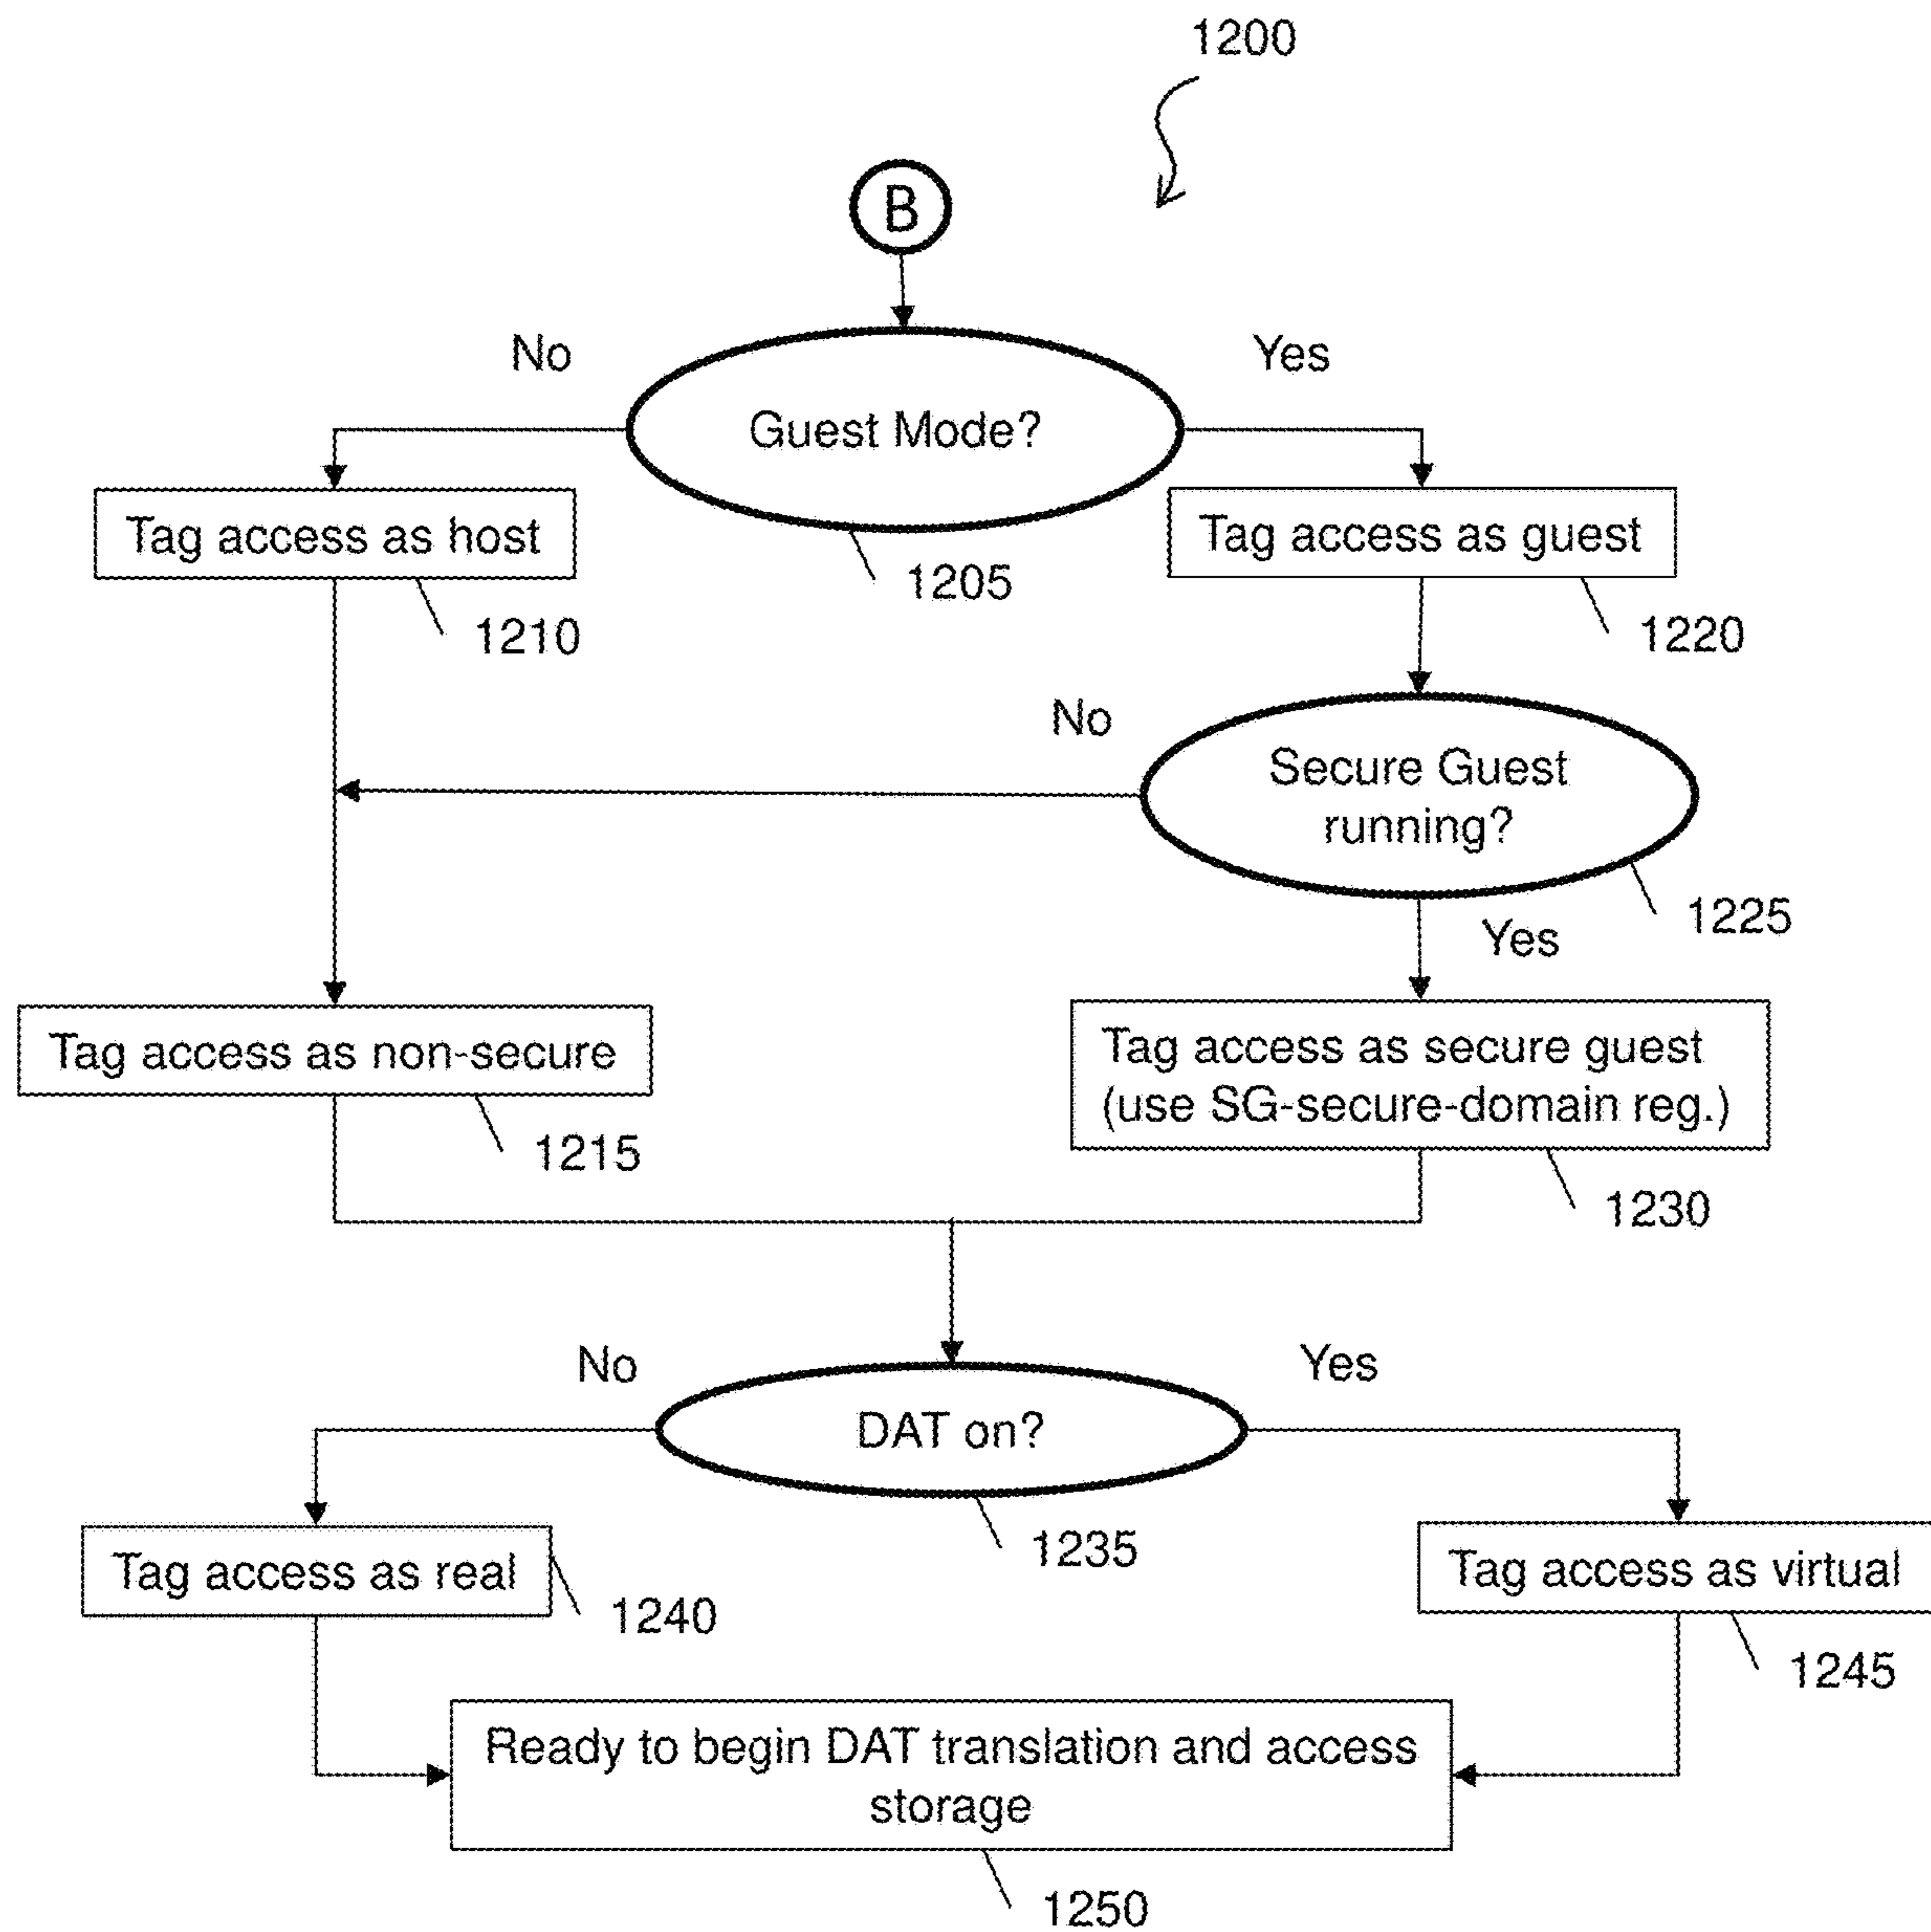 1200
B
No
Yes
Guest Mode?
Tag access as host
Tag access as guest
1205
1210
1220
No
Secure Guest
running?
1225
Yes
Tag access as non-secure
Tag access as secure guest
(use SG-secure-domain reg.)
1215
1230
No
Yes
DAT on?
1235
Tag access as real
Tag access as virtual
1240
1245
Ready to begin DAT translation and access
storage
1250